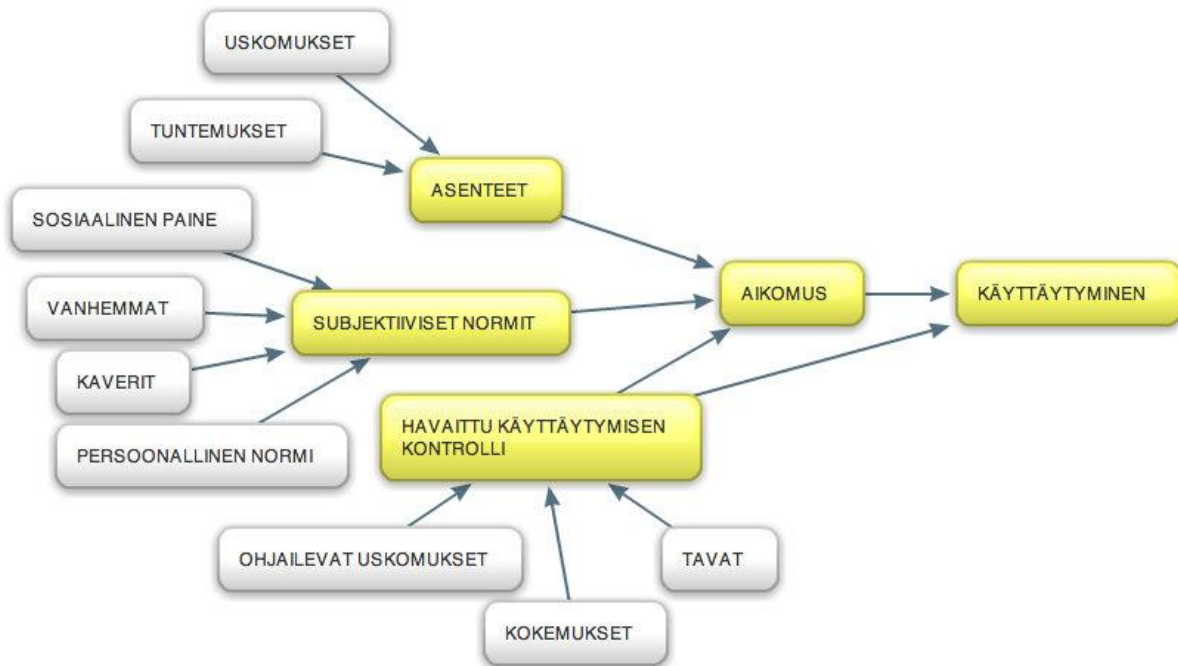 USKOMUKSET
TUNTEMUKSET
ASENTEET
SOSIAALINEN PAINE
VANHEMMAT
SUBJEKTIIVISET NORMIT
AIKOMUS
KÄYTTÄYTYMINEN
KAVERIT
PERSOONALLINEN NORMI
HAVAITTU KÄYTTÄYTYMISEN
KONTROLLI
OHJAILEVAT USKOMUKSET
TAVAT
KOKEMUKSET